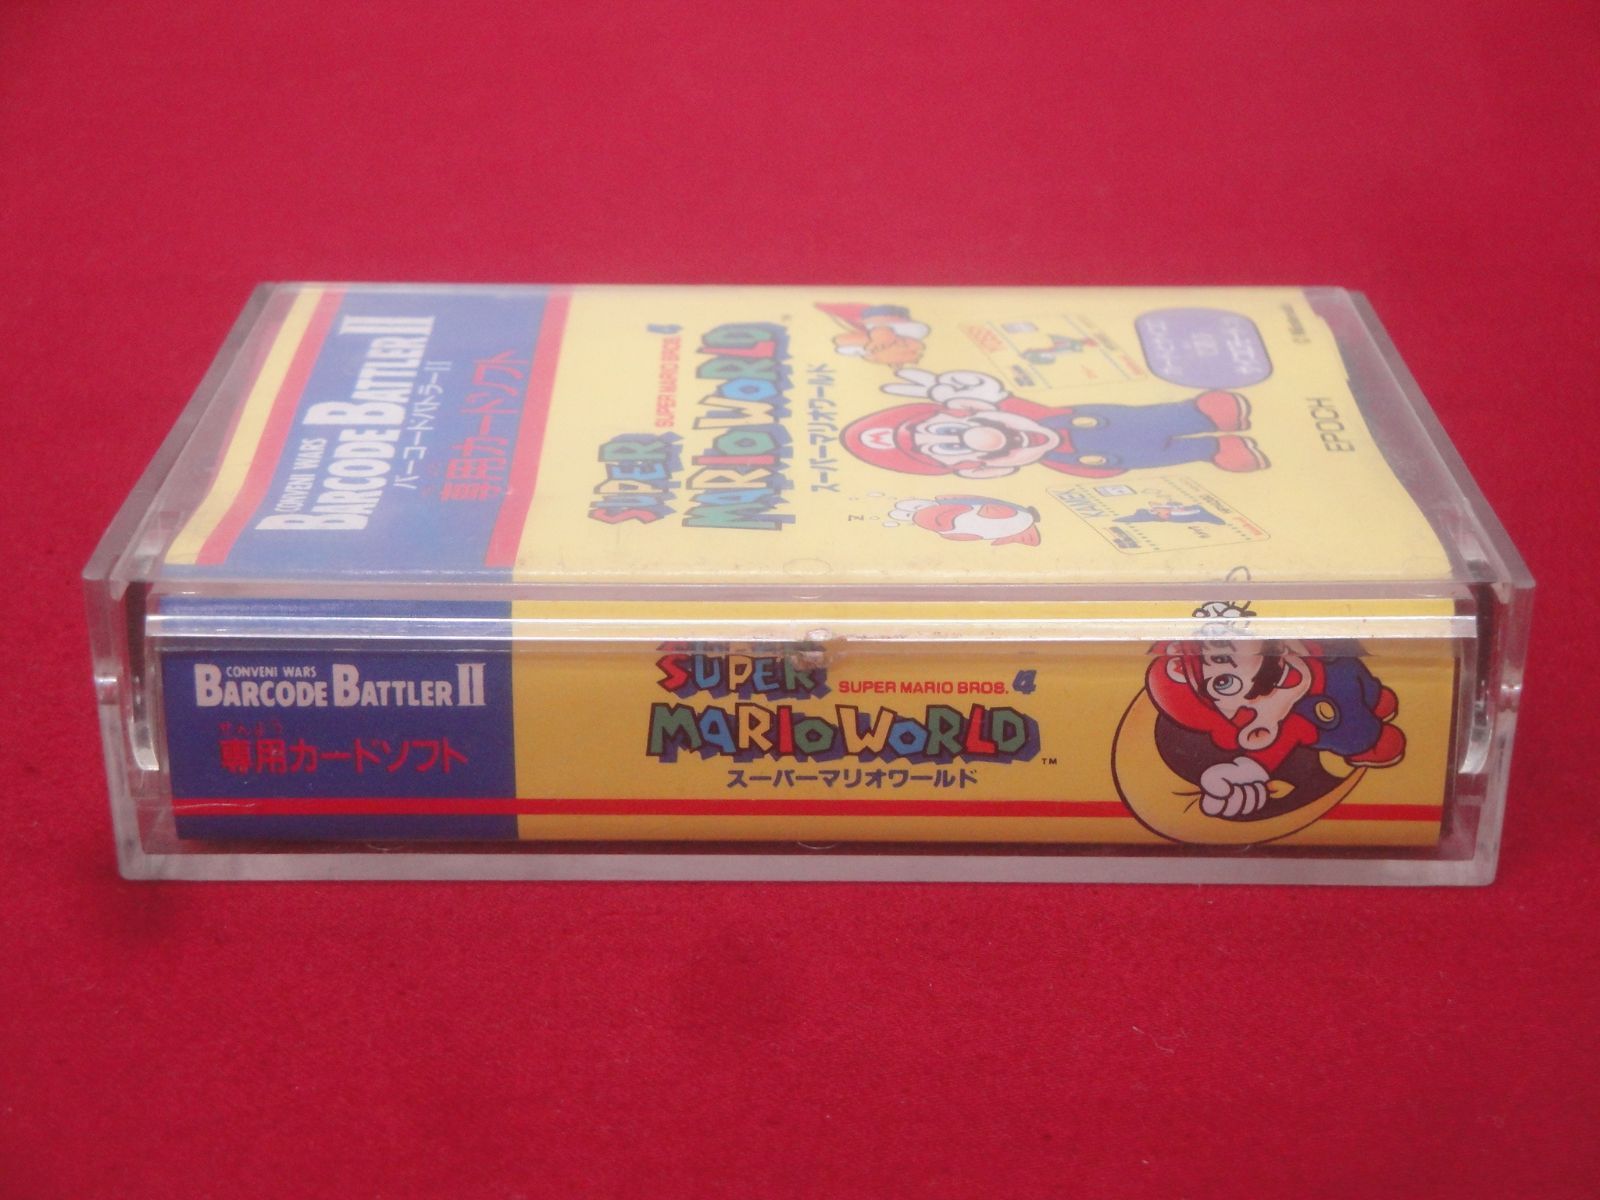 CONVENI WARS
BARCODE BATTLER II
バーコードバトラーII
専用カードソフト
SUPER
SUPER MARIO BROS. 4
MARIO WORLD™
スーパーマリオワールド
EPOCH
CONVENI WARS
BARCODE BATTLER II
せんよう
専用カードソフト
SUPER
SUPER MARIO BROS. 4
MARIO WORLD™
スーパーマリオワールド